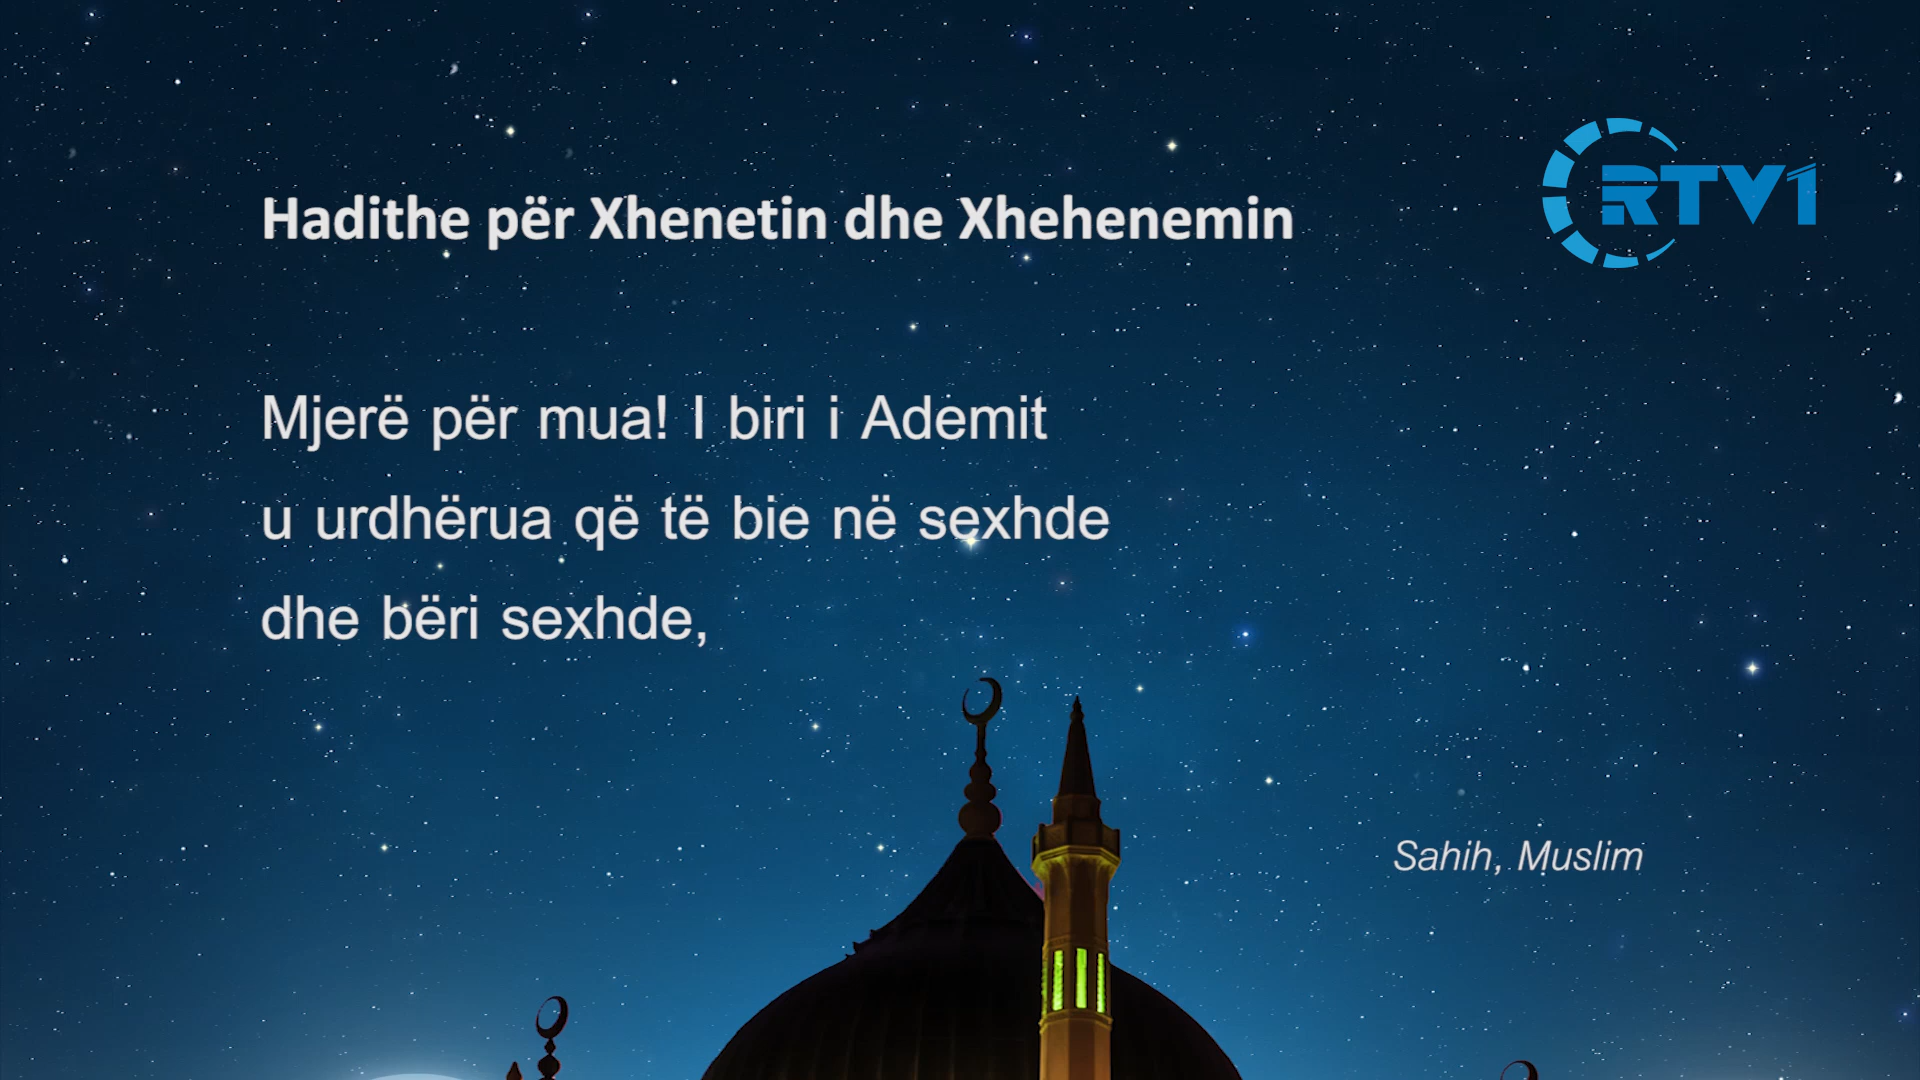 RTV1
Hadithe për Xhenetin dhe Xhehenemin
Mjerë për mua! I biri i Ademit
u urdhërua që të bie në sexhde
dhe bëri sexhde,
Sahih, Muslim